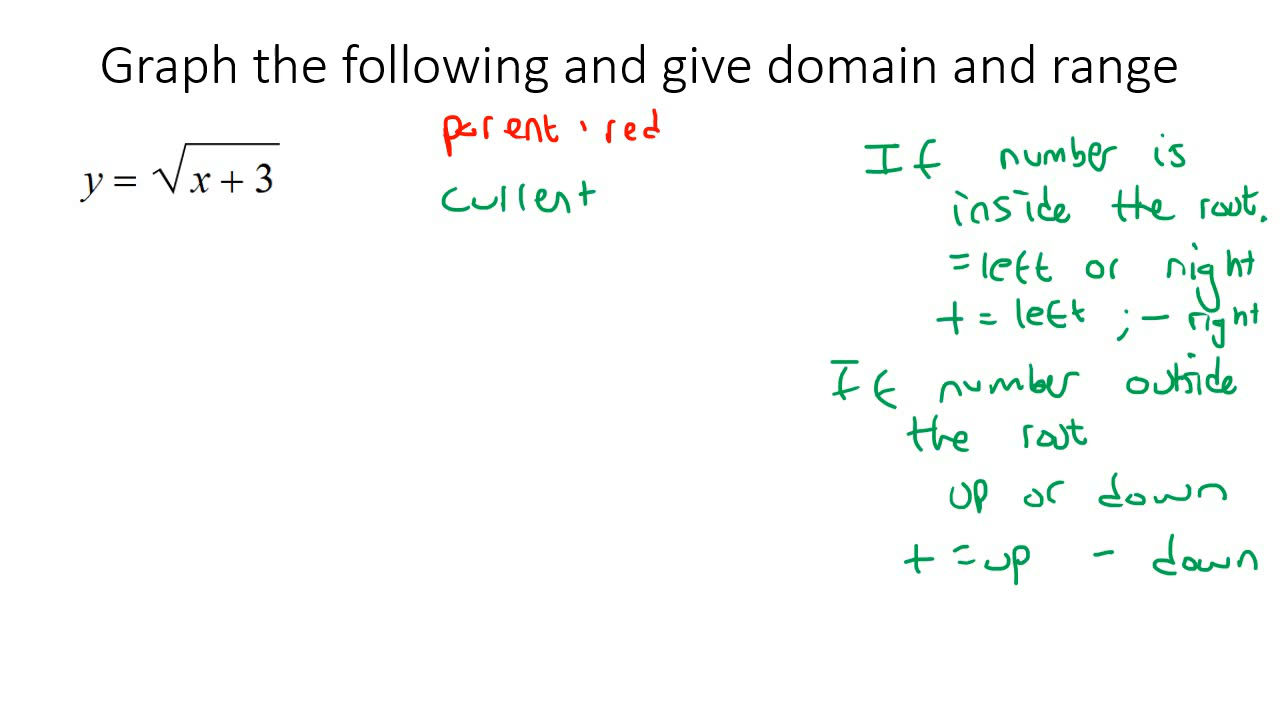 Graph the following and give domain and range
y = √x + 3
parent : red
current
If number is
inside the root.
= left or right
+ = left ; - right
If number outside
the root
up or down
+ = up - down